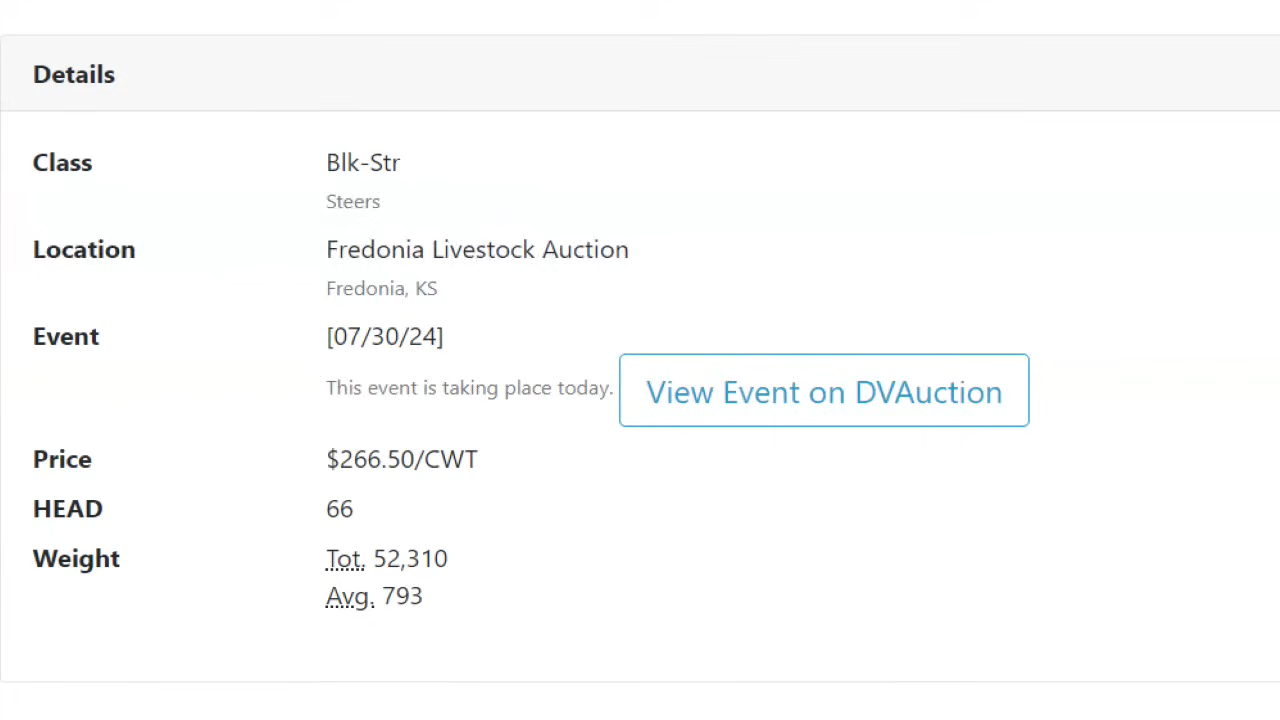 Details
Class Blk-Str
Steers
Location Fredonia Livestock Auction
Fredonia, KS
Event [07/30/24]
This event is taking place today. View Event on DVAuction
Price $266.50/CWT
HEAD 66
Weight Tot. 52,310
Avg. 793